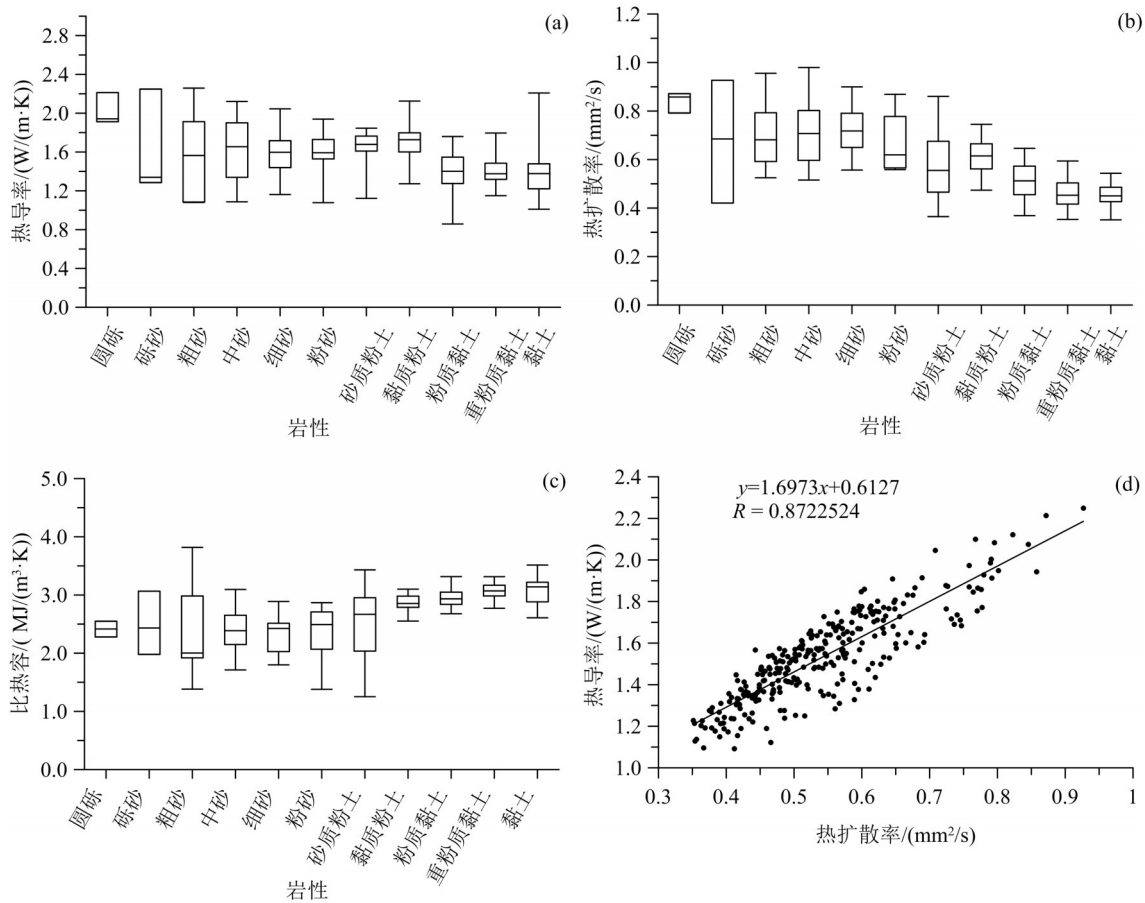 (a)
热导率/(W/(m·K))
2.8
2.4
2.0
1.6
1.2
0.8
0.4
0.0
圆砾
砾砂
粗砂
中砂
细砂
粉砂
砂质粉土
黏质粉土
粉质黏土
重粉质黏土
黏土
岩性
(b)
热扩散率/(mm²/s)
1.2
1.0
0.8
0.6
0.4
0.2
0.0
圆砾
砾砂
粗砂
中砂
细砂
粉砂
砂质粉土
黏质粉土
粉质黏土
重粉质黏土
黏土
岩性
(c)
比热容/( MJ/(m³·K))
5.0
4.0
3.0
2.0
1.0
0.0
圆砾
砾砂
粗砂
中砂
细砂
粉砂
砂质粉土
黏质粉土
粉质黏土
重粉质黏土
黏土
岩性
(d)
y=1.6973x+0.6127
R = 0.8722524
热导率/(W/(m·K))
2.4
2.2
2.0
1.8
1.6
1.4
1.2
1.0
0.3 0.4 0.5 0.6 0.7 0.8 0.9 1
热扩散率/(mm²/s)